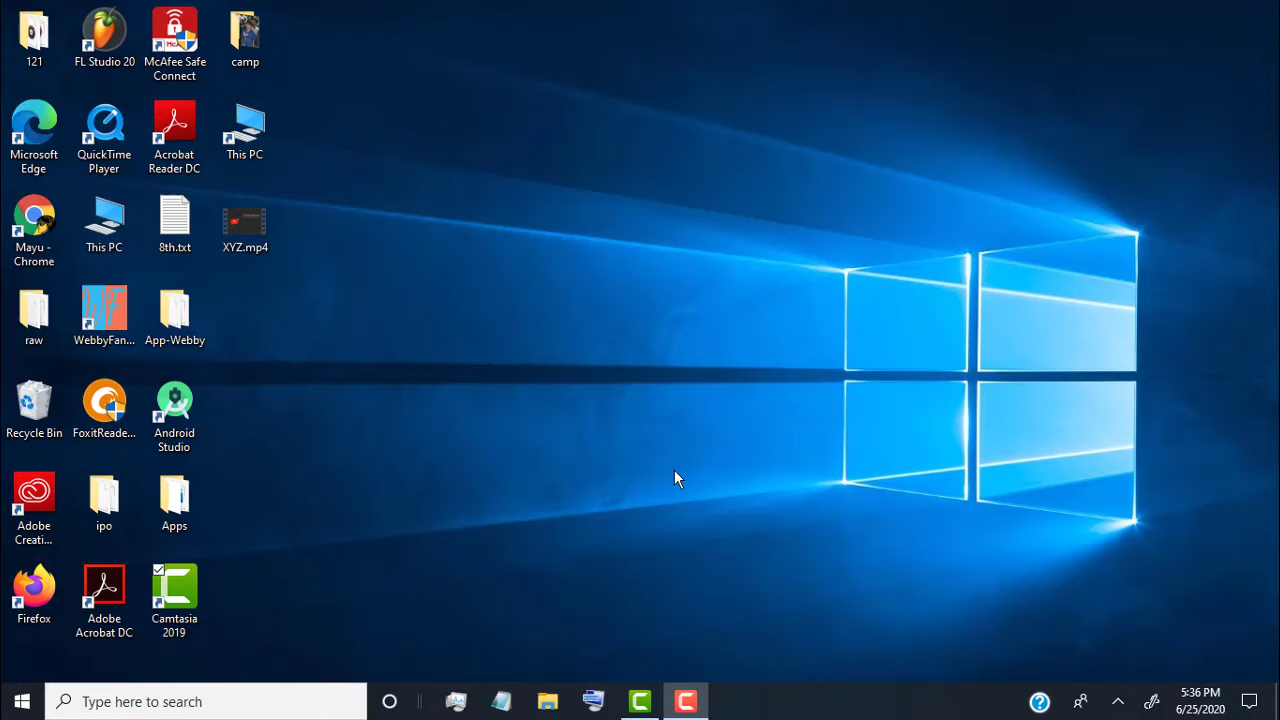 121
FL Studio 20
McAfee Safe
Connect
camp
Microsoft
Edge
QuickTime
Player
Acrobat
Reader DC
This PC
Mayu -
Chrome
This PC
8th.txt
XYZ.mp4
raw
WebbyFan...
App-Webby
Recycle Bin
FoxitReade...
Android
Studio
Adobe
Creati...
ipo
Apps
Firefox
Adobe
Acrobat DC
Camtasia
2019
Type here to search
5:36 PM
6/25/2020